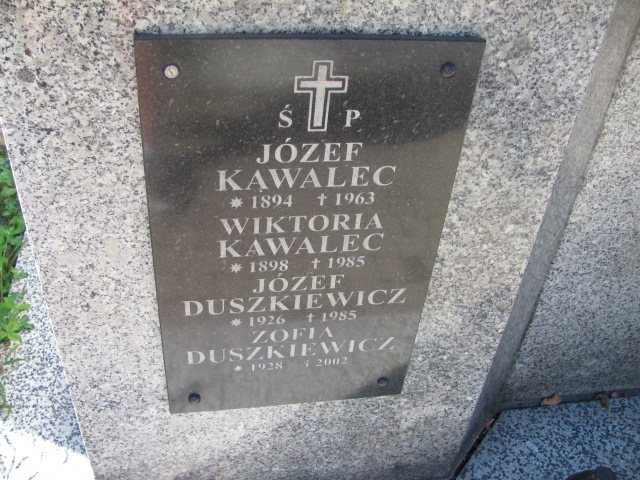 Ś P
JÓZEF
KAWALEC
* 1894 † 1963
WIKTORIA
KAWALEC
* 1898 † 1985
JÓZEF
DUSZKIEWICZ
* 1926 † 1985
ZOFIA
DUSZKIEWICZ
* 1928 † 2002